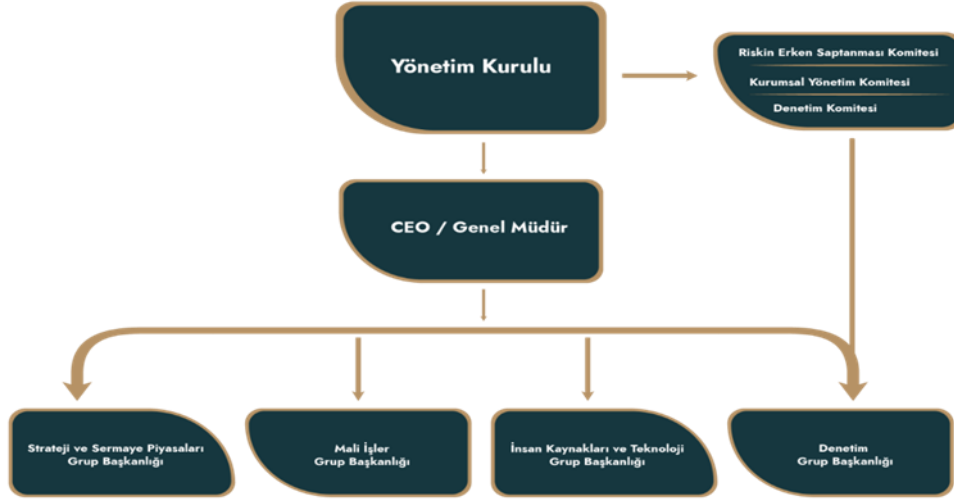 Yönetim Kurulu
Riskin Erken Saptanması Komitesi
Kurumsal Yönetim Komitesi
Denetim Komitesi
CEO / Genel Müdür
Strateji ve Sermaye Piyasaları
Grup Başkanlığı
Mali İşler
Grup Başkanlığı
İnsan Kaynakları ve Teknoloji
Grup Başkanlığı
Denetim
Grup Başkanlığı